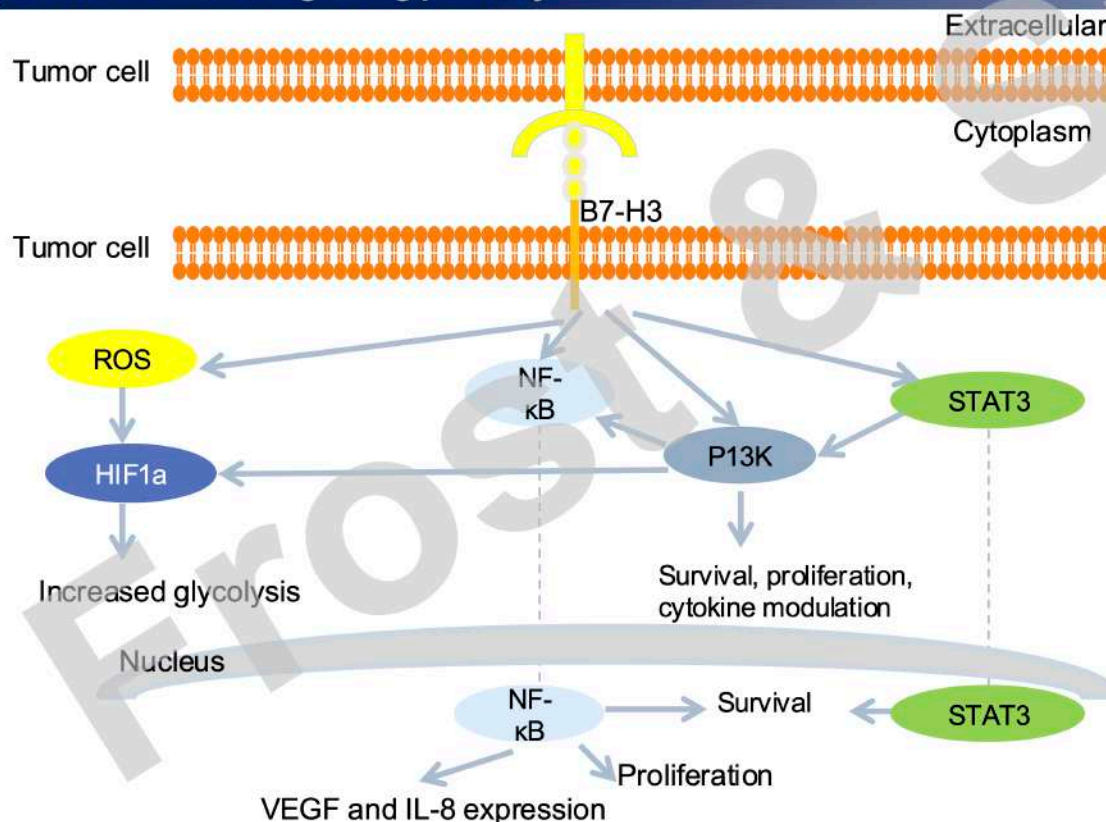 Extracellular
Tumor cell
Cytoplasm
B7-H3
Tumor cell
ROS
NF-
κB
STAT3
P13K
HIF1a
Increased glycolysis
Survival, proliferation,
cytokine modulation
Nucleus
NF-
κB
Survival
STAT3
Proliferation
VEGF and IL-8 expression
Frost & S